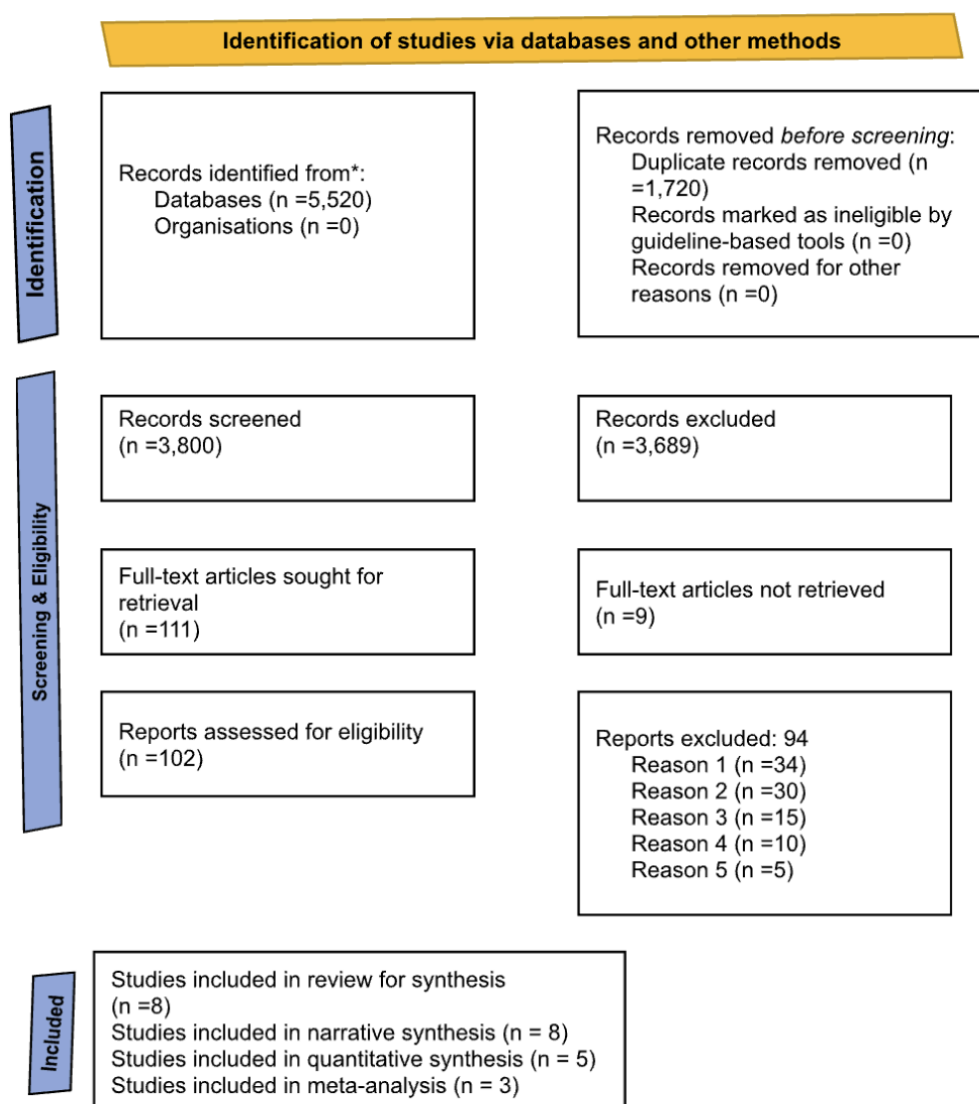 Identification of studies via databases and other methods
Identification
Records identified from*:
Databases (n =5,520)
Organisations (n =0)
Records removed before screening:
Duplicate records removed (n
=1,720)
Records marked as ineligible by
guideline-based tools (n =0)
Records removed for other
reasons (n =0)
Screening & Eligibility
Records screened
(n =3,800)
Records excluded
(n =3,689)
Full-text articles sought for
retrieval
(n =111)
Full-text articles not retrieved
(n =9)
Reports assessed for eligibility
(n =102)
Reports excluded: 94
Reason 1 (n =34)
Reason 2 (n =30)
Reason 3 (n =15)
Reason 4 (n =10)
Reason 5 (n =5)
Included
Studies included in review for synthesis
(n =8)
Studies included in narrative synthesis (n = 8)
Studies included in quantitative synthesis (n = 5)
Studies included in meta-analysis (n = 3)